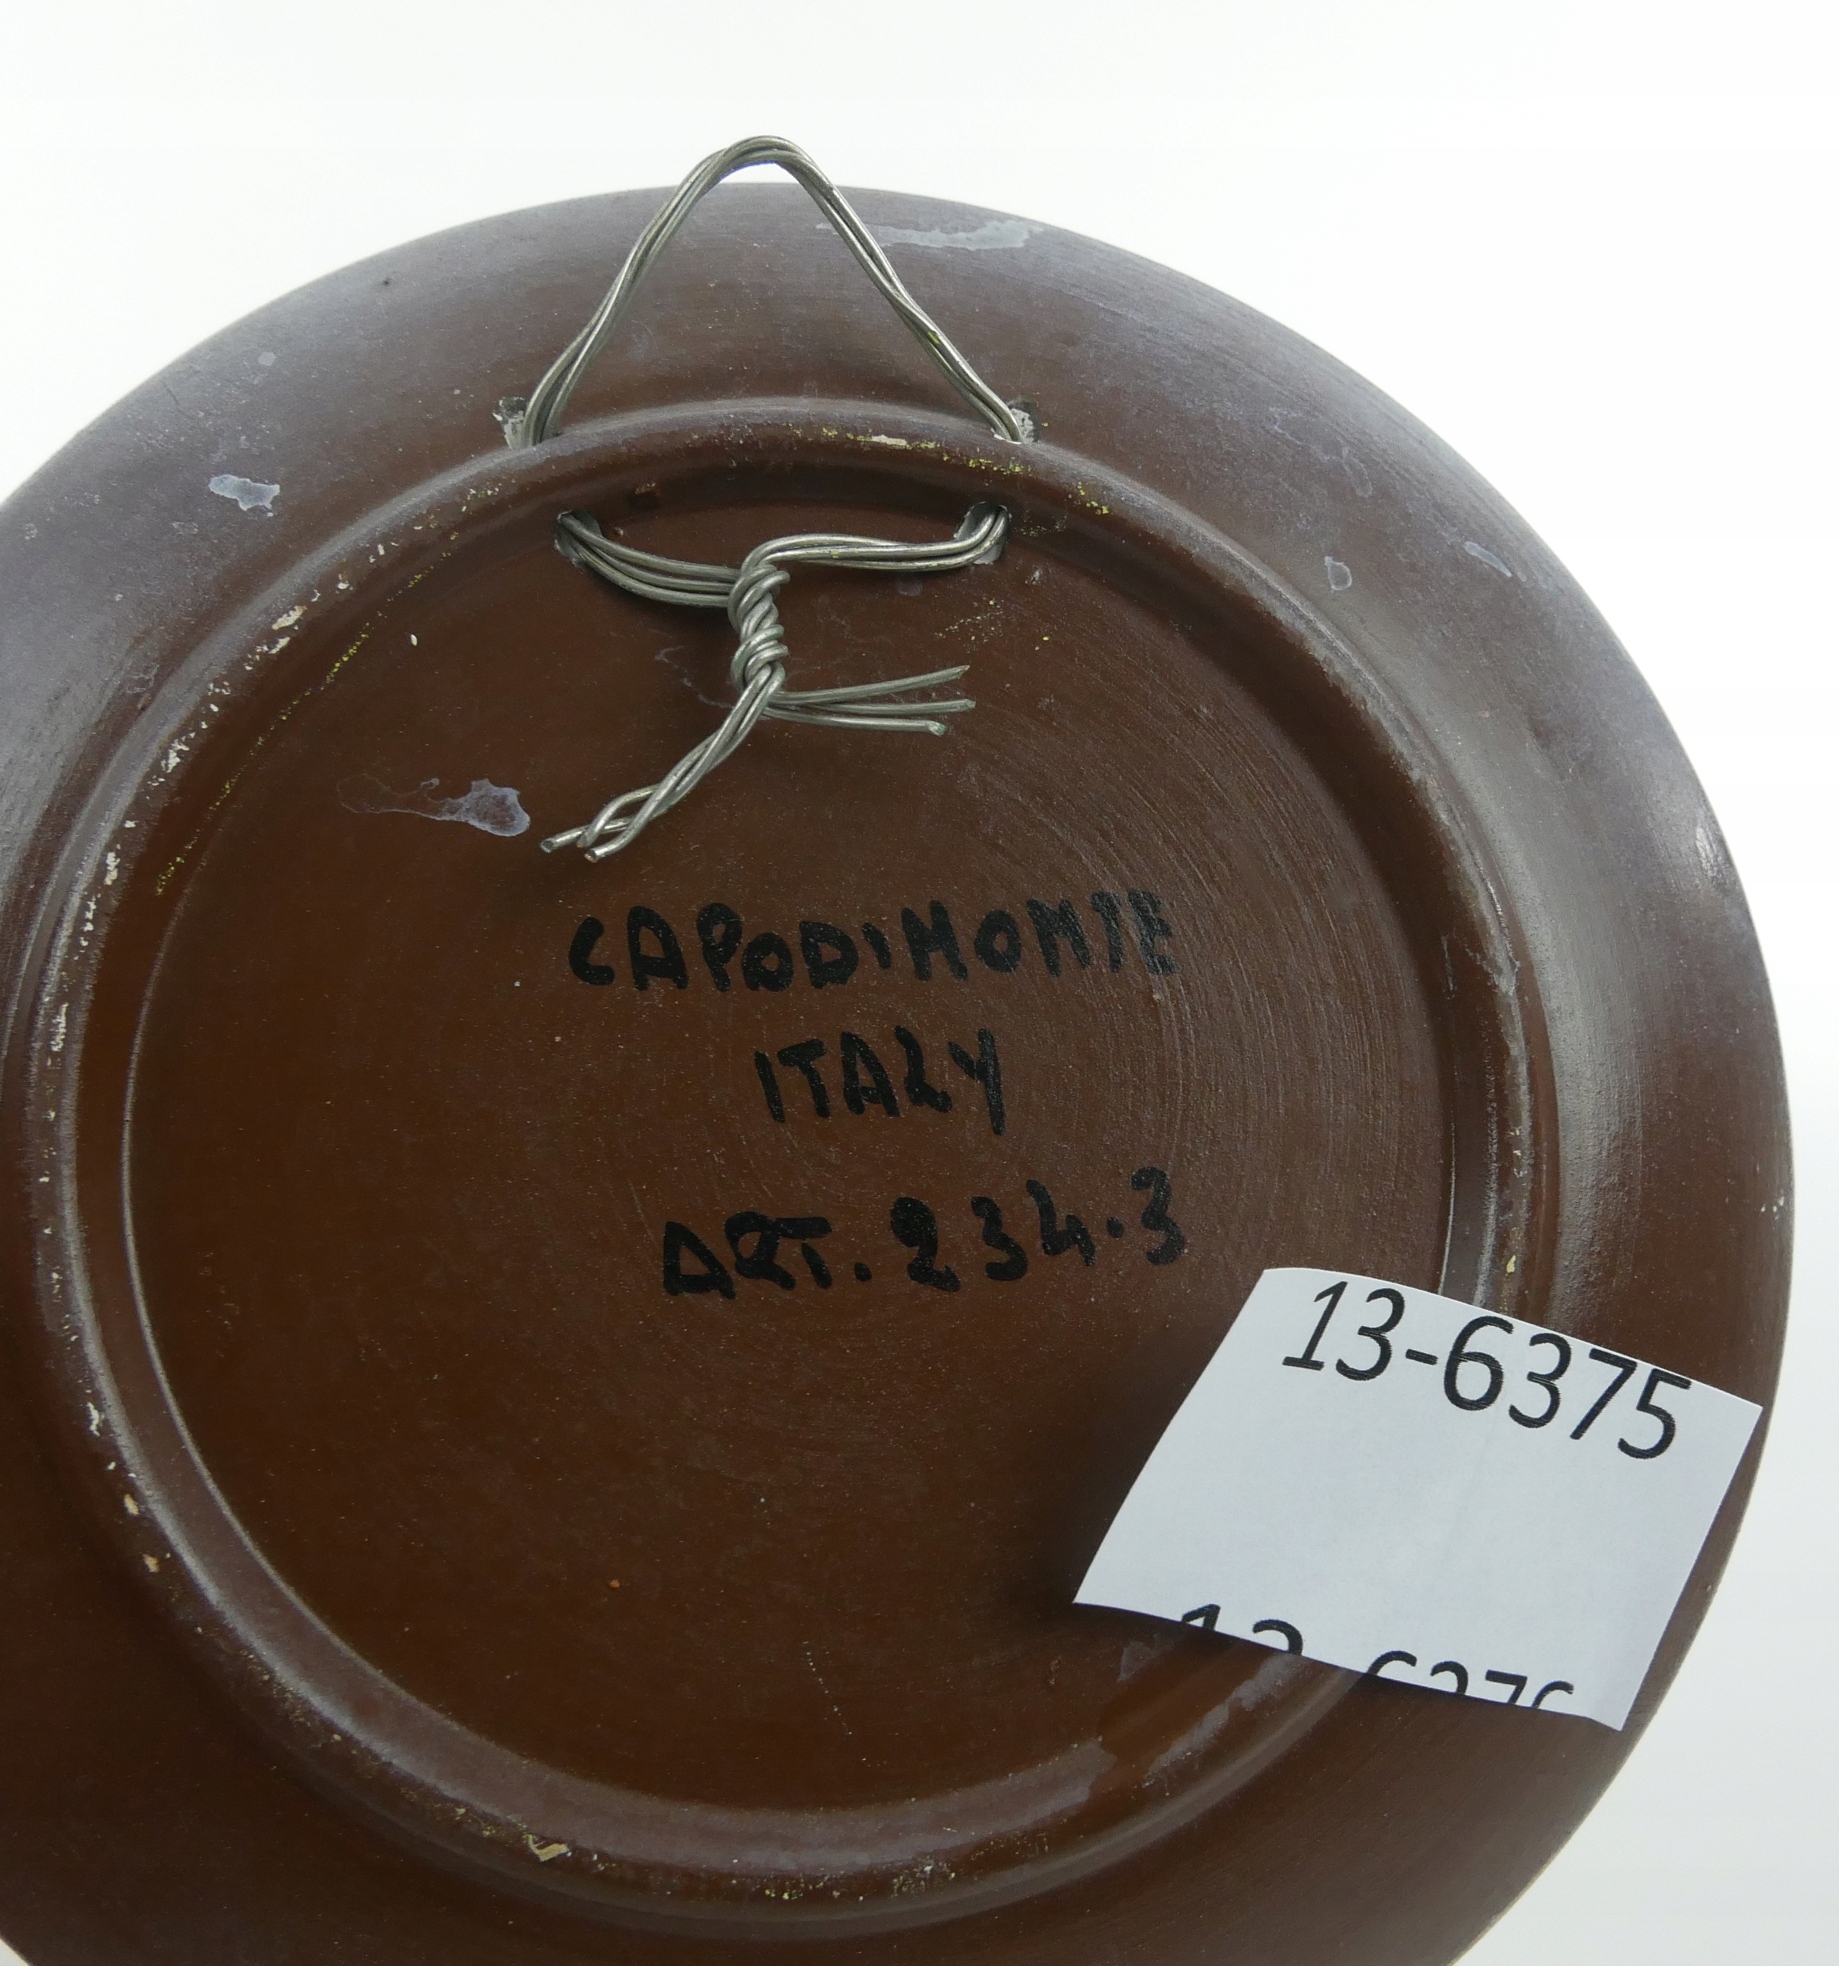 CAPODIMONTE
ITALY
ART. 234.3
13-6375